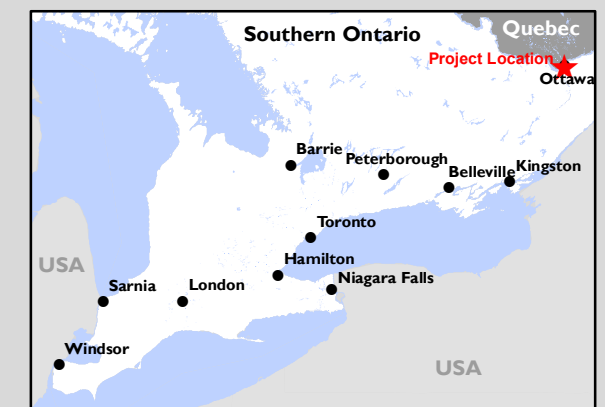 Southern Ontario
Quebec
Project Location
Ottawa
Barrie
Peterborough
Belleville
Kingston
Toronto
Hamilton
Niagara Falls
USA
Sarnia
London
Windsor
USA